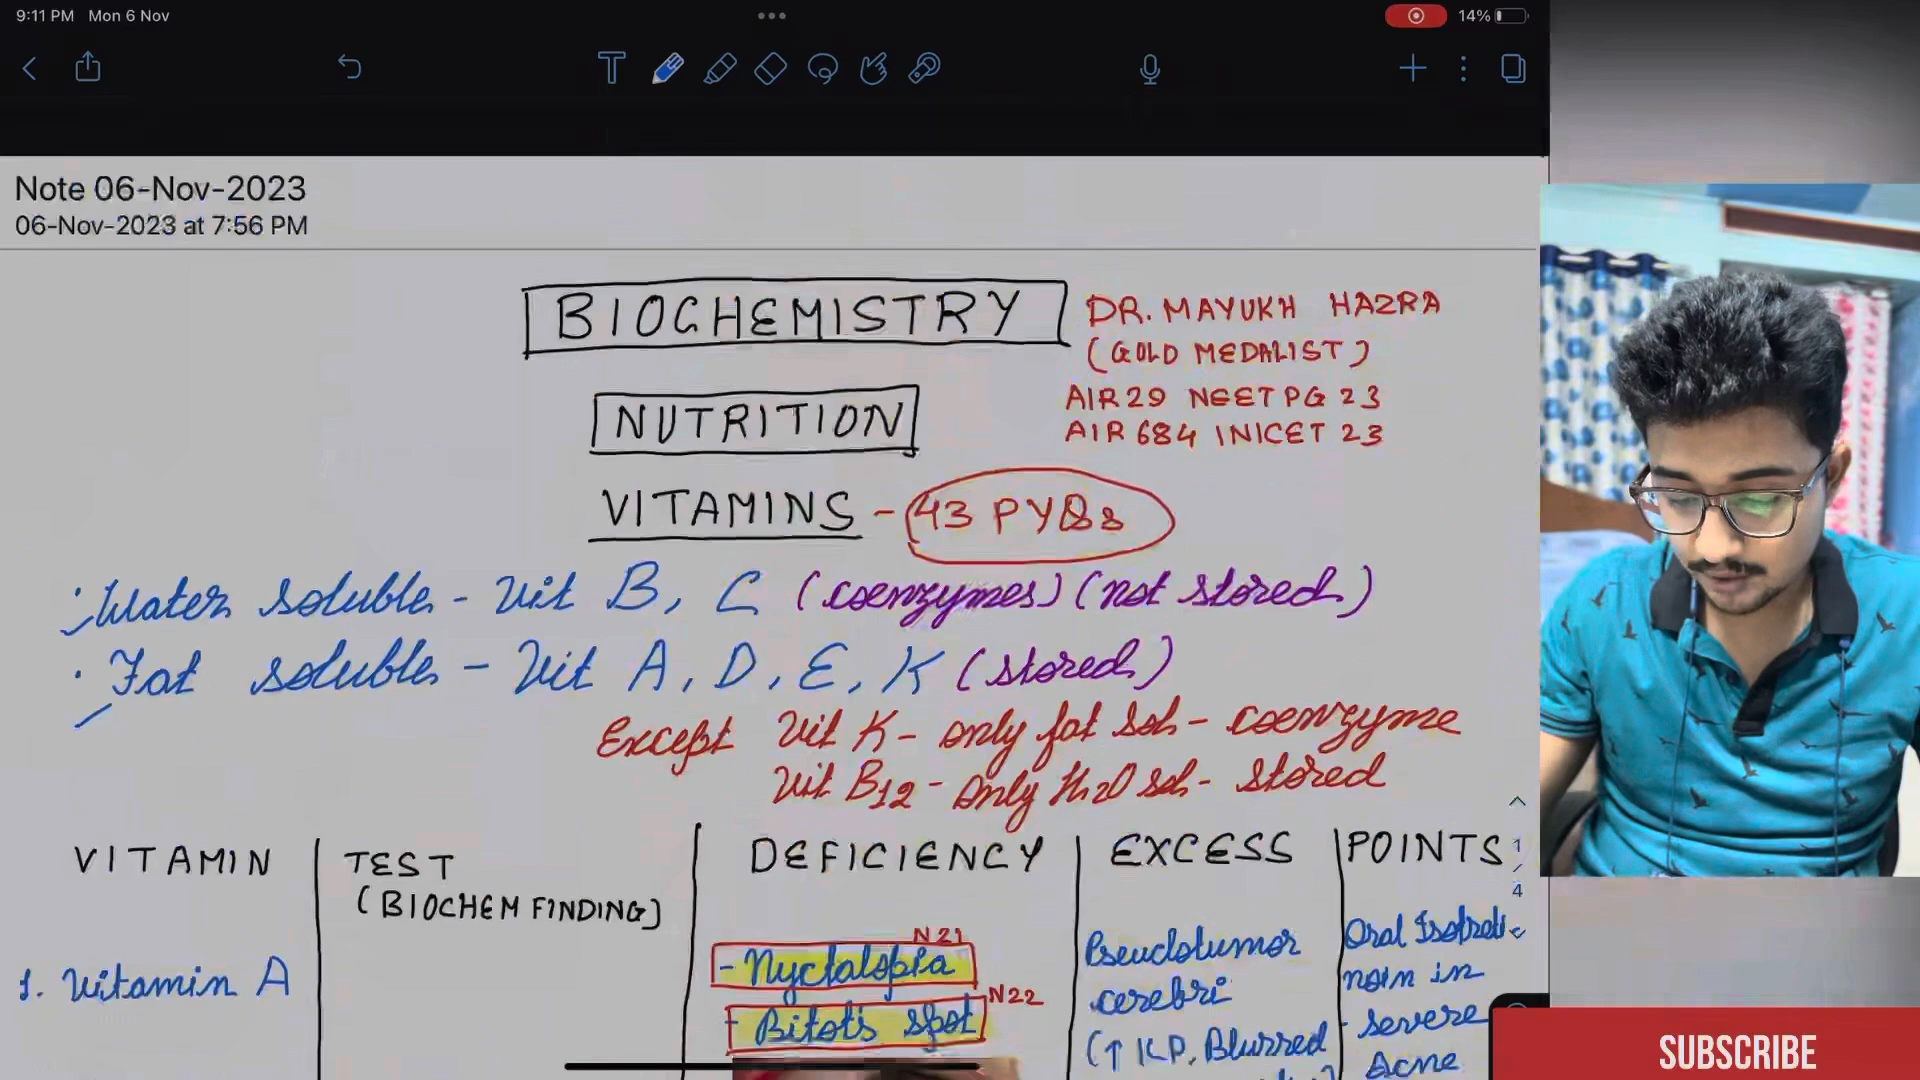 9:11 PM Mon 6 Nov
14%
Note 06-Nov-2023
06-Nov-2023 at 7:56 PM
BIOCHEMISTRY
DR. MAYUKH HAZRA
(GOLD MEDALIST)
AIR 29 NEET PG 23
AIR 684 INICET 23
NUTRITION
VITAMINS - 43 PYQs
Water soluble - Vit B, C (coenzymes) (not stored)
Fat soluble - Vit A, D, E, K (stored)
Except Vit K - only fat sol - coenzyme
Vit B12 - only H2O sol - stored
VITAMIN TEST DEFICIENCY EXCESS POINTS
(BIOCHEM FINDING)
1
4
1. Vitamin A
N21
- Nyctalopia
N22
- Bitot's spot
Pseudotumor
cerebri
(↑ ICP, Blurred
Oral
in
severe
Acne
SUBSCRIBE